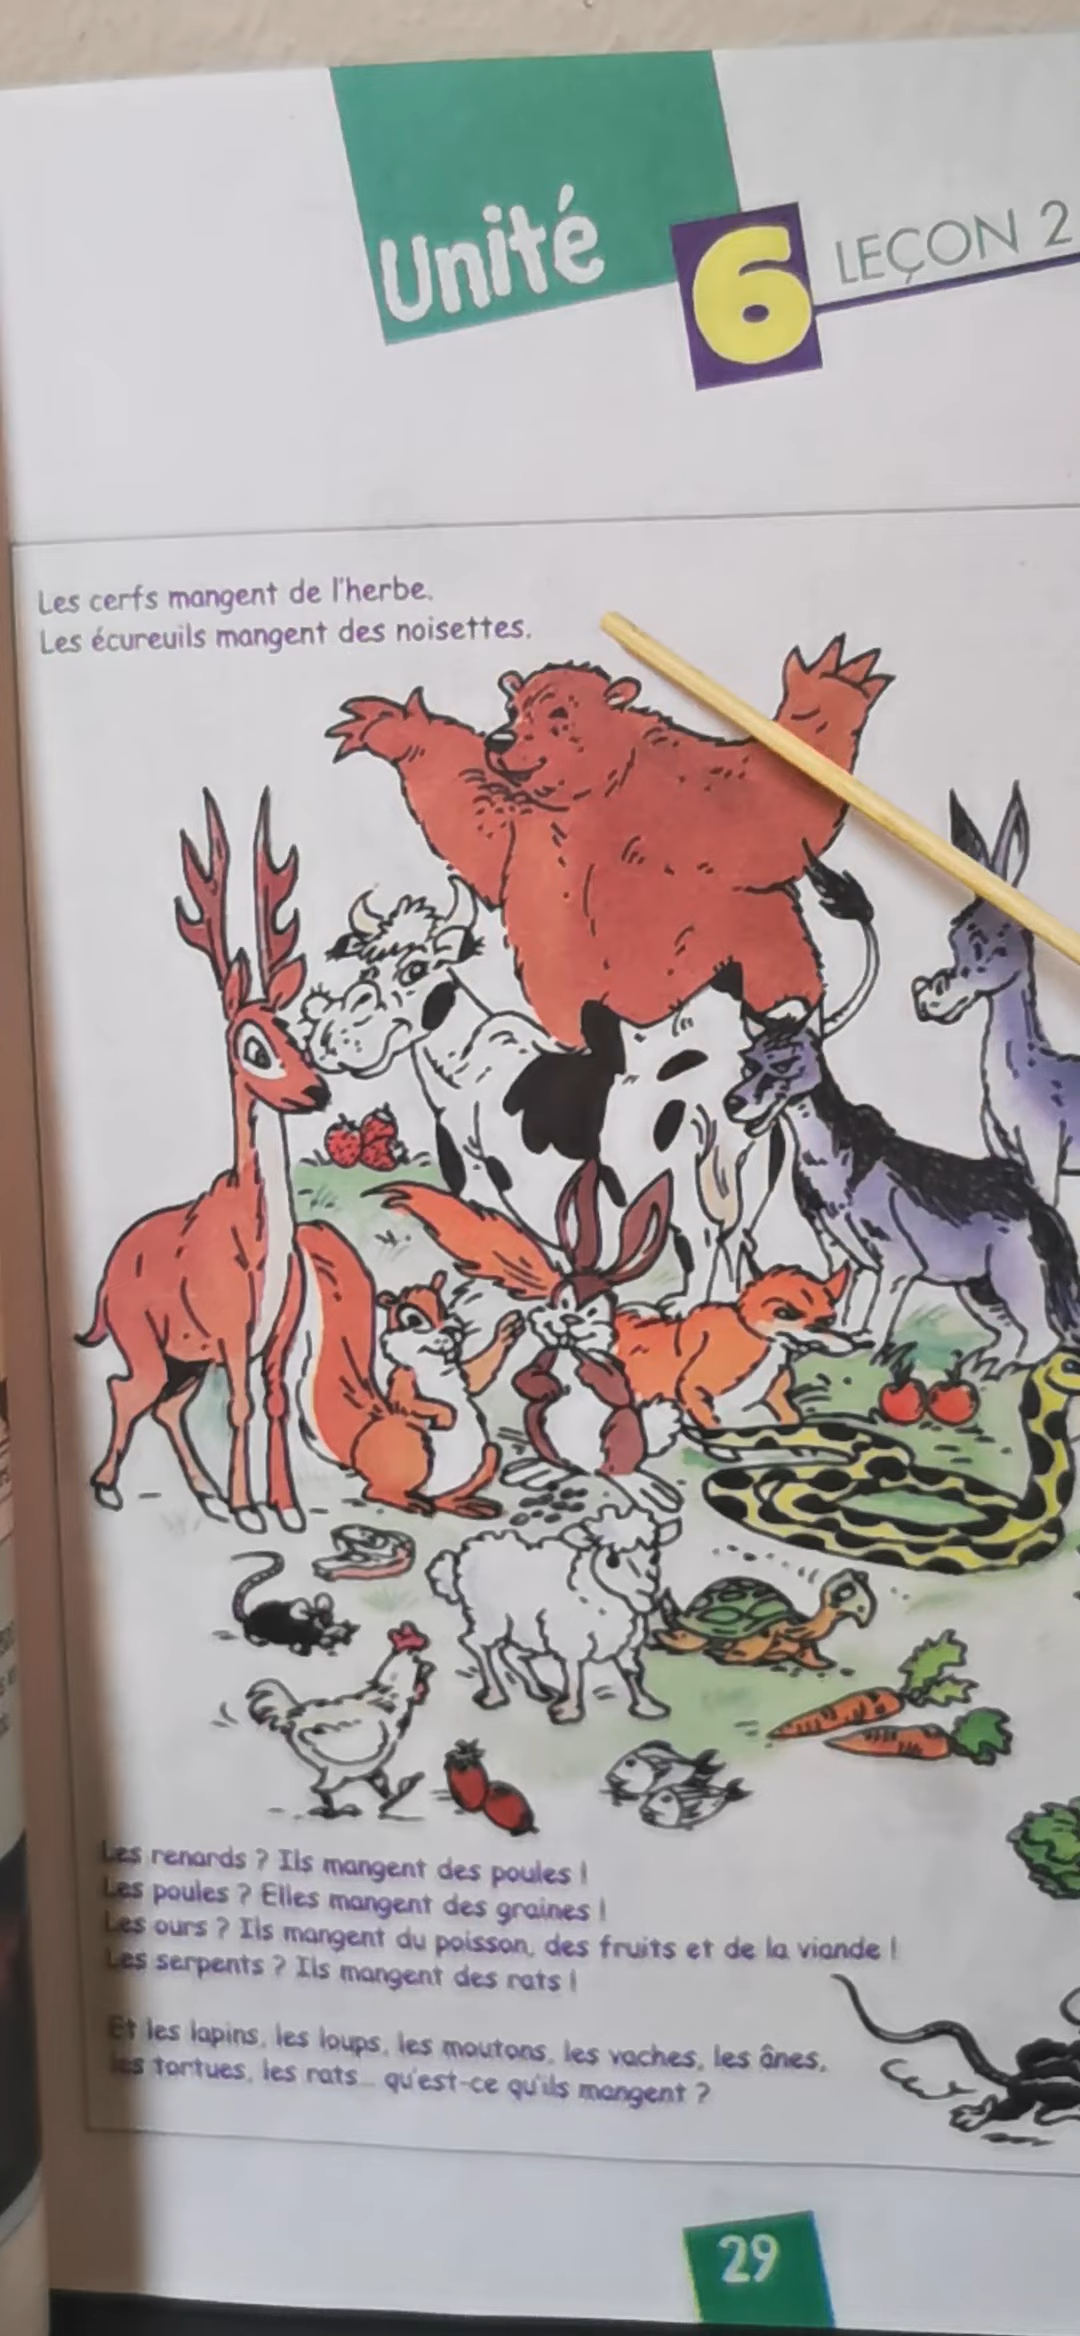 Unité 6 LEÇON 2
Les cerfs mangent de l'herbe.
Les écureuils mangent des noisettes.
Les renards ? Ils mangent des poules !
Les poules ? Elles mangent des graines !
Les ours ? Ils mangent du poisson, des fruits et de la viande !
Les serpents ? Ils mangent des rats !
Et les lapins, les loups, les moutons, les vaches, les ânes,
les tortues, les rats... qu'est-ce qu'ils mangent ?
29